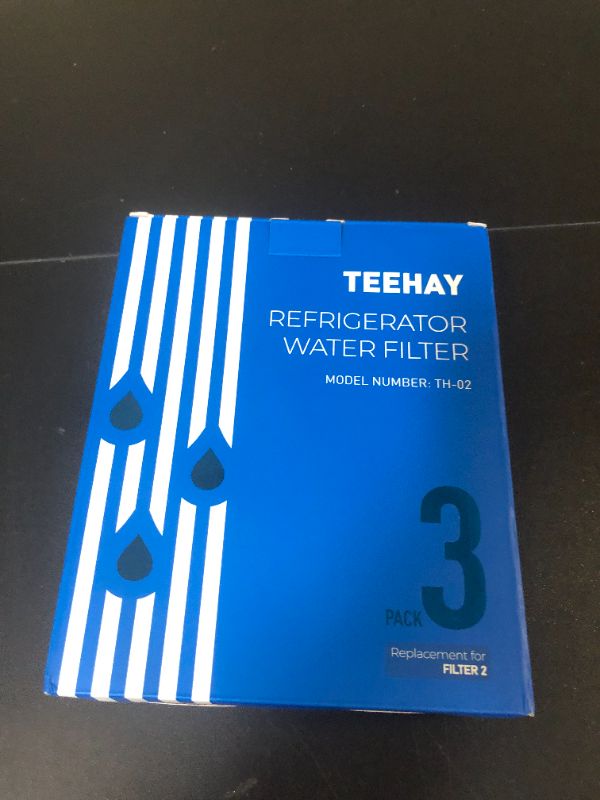 TEEHAY
REFRIGERATOR
WATER FILTER
MODEL NUMBER: TH-02
3
PACK
Replacement for
FILTER 2